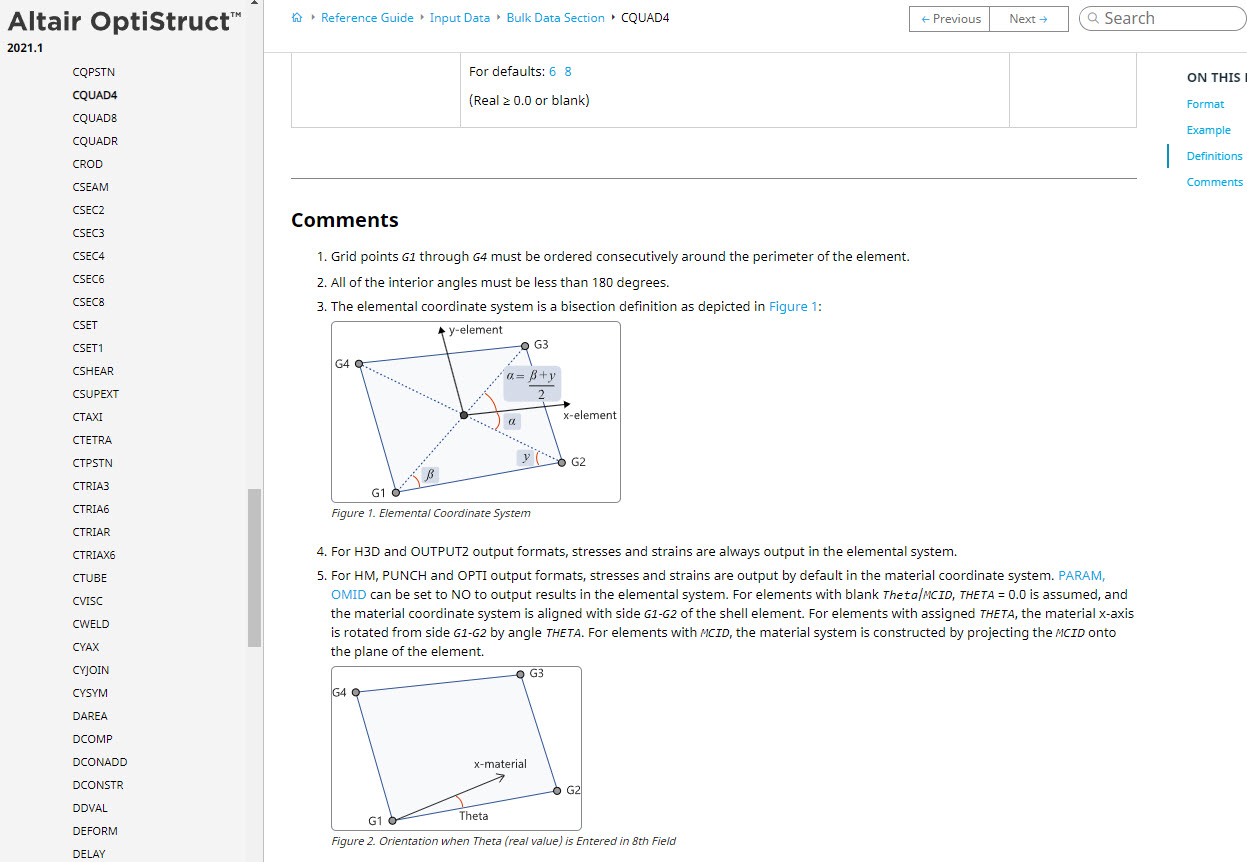 Altair OptiStruct™
2021.1
CQPSTN
CQUAD4
CQUAD8
CQUADR
CROD
CSEAM
CSEC2
CSEC3
CSEC4
CSEC6
CSEC8
CSET
CSET1
CSHEAR
CSUPEXT
CTAXI
CTETRA
CTPSTN
CTRIA3
CTRIA6
CTRIAR
CTRIAX6
CTUBE
CVISC
CWELD
CYAX
CYJOIN
CYSYM
DAREA
DCOMP
DCONADD
DCONSTR
DDVAL
DEFORM
DELAY
Reference Guide Input Data Bulk Data Section CQUAD4
← Previous Next → Search
For defaults: 6 8
(Real ≥ 0.0 or blank)
Comments
1. Grid points G1 through G4 must be ordered consecutively around the perimeter of the element.
2. All of the interior angles must be less than 180 degrees.
3. The elemental coordinate system is a bisection definition as depicted in Figure 1:
y-element
G3
G4
α = β+y
2
x-element
α
y
G2
β
G1
Figure 1. Elemental Coordinate System
4. For H3D and OUTPUT2 output formats, stresses and strains are always output in the elemental system.
5. For HM, PUNCH and OPTI output formats, stresses and strains are output by default in the material coordinate system. PARAM,
OMID can be set to NO to output results in the elemental system. For elements with blank Theta/MCID, THETA = 0.0 is assumed, and
the material coordinate system is aligned with side G1-G2 of the shell element. For elements with assigned THETA, the material x-axis
is rotated from side G1-G2 by angle THETA. For elements with MCID, the material system is constructed by projecting the MCID onto
the plane of the element.
G3
G4
x-material
G2
Theta
G1
Figure 2. Orientation when Theta (real value) is Entered in 8th Field
ON THIS
Format
Example
Definitions
Comments